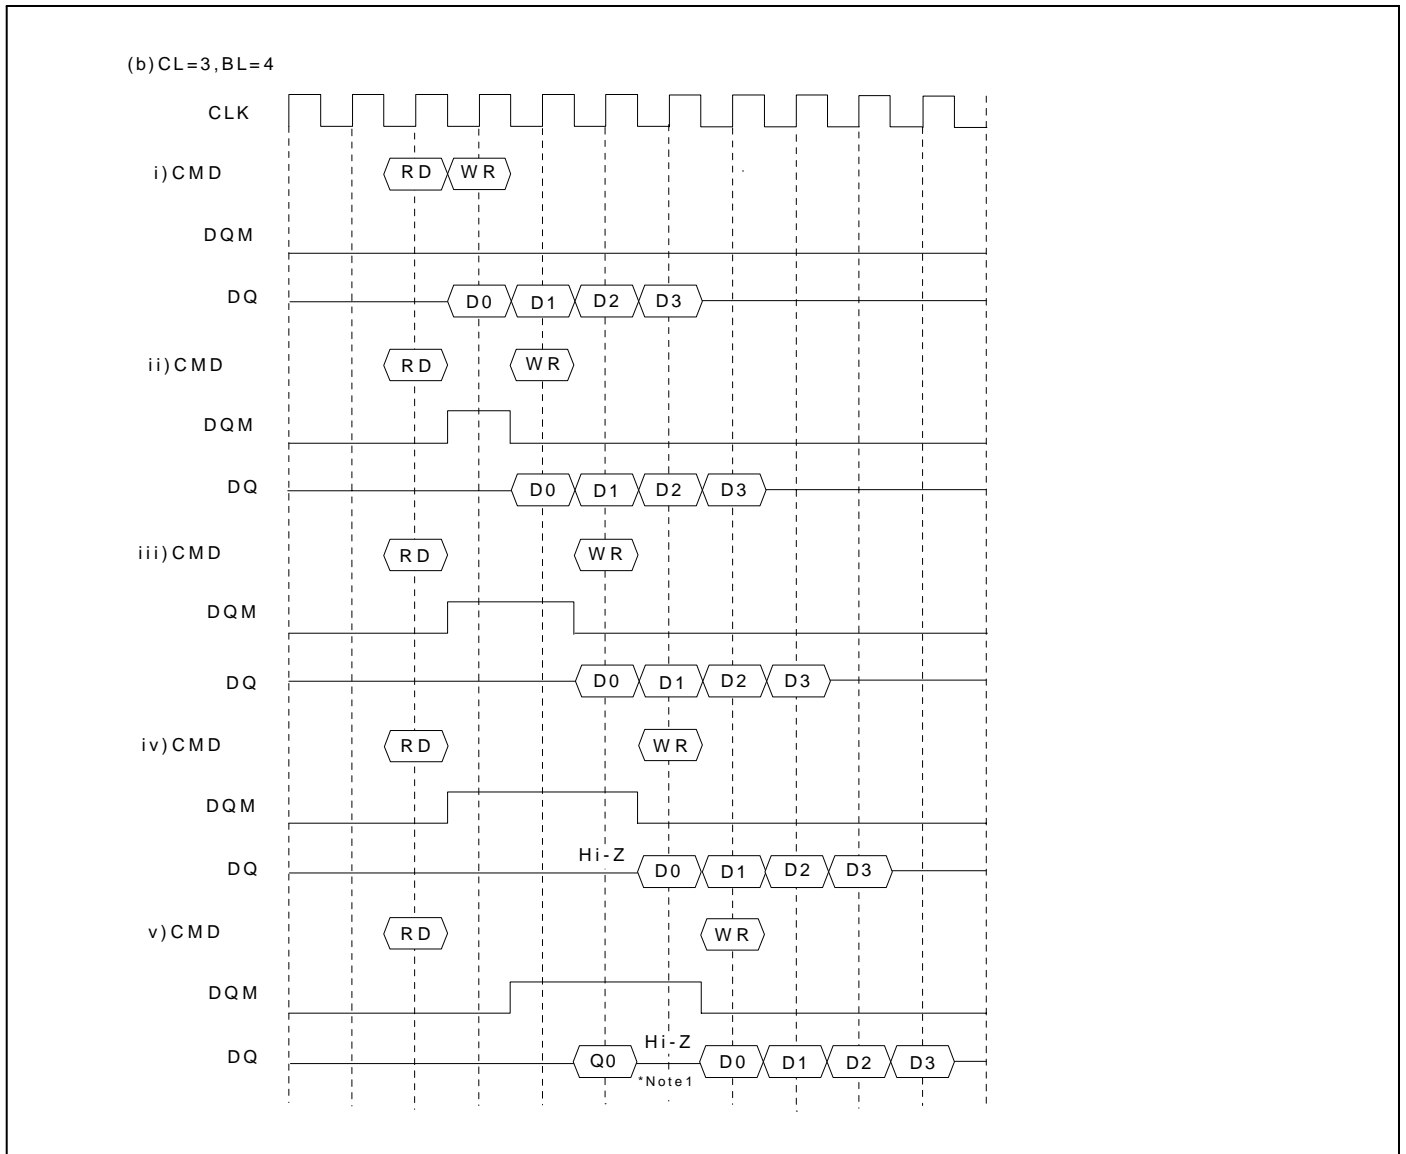 (b)CL=3,BL=4
CLK
i)CMD RD WR
DQM
DQ D0 D1 D2 D3
ii)CMD RD WR
DQM
DQ D0 D1 D2 D3
iii)CMD RD WR
DQM
DQ D0 D1 D2 D3
iv)CMD RD WR
DQM
Hi-Z
DQ D0 D1 D2 D3
v)CMD RD WR
DQM
Hi-Z
DQ Q0 D0 D1 D2 D3
*Note1